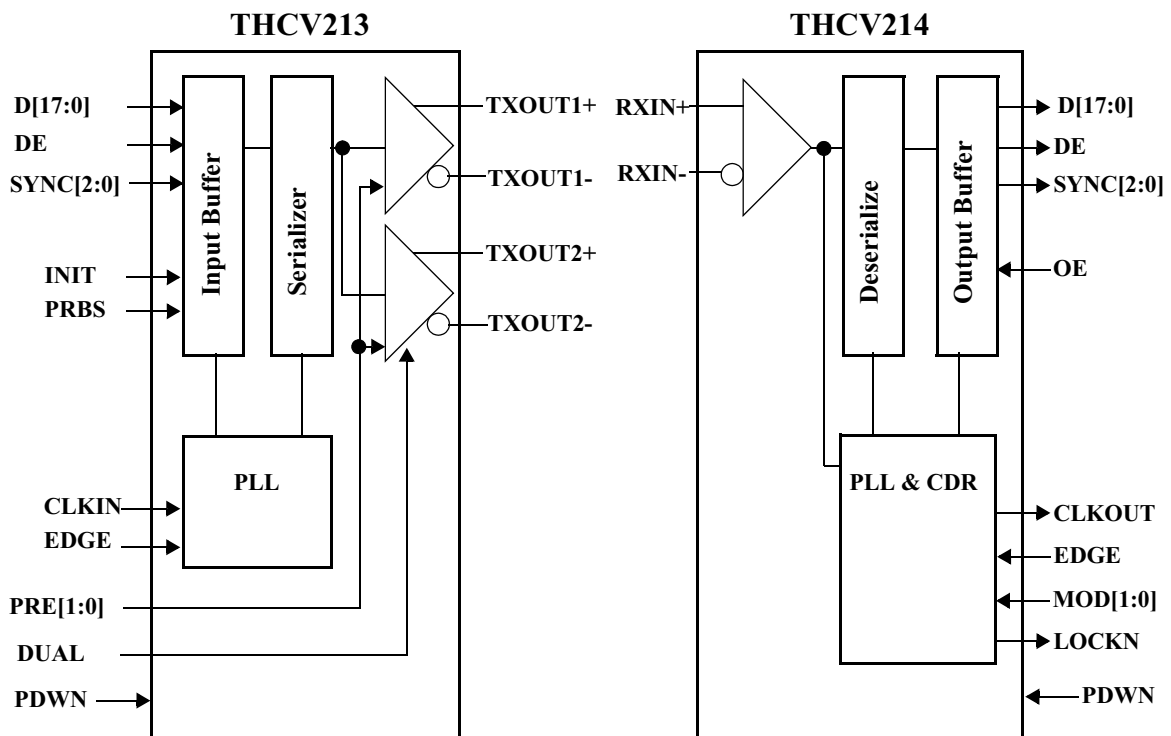 THCV213
D[17:0]
DE
SYNC[2:0]
INIT
PRBS
CLKIN
EDGE
PRE[1:0]
DUAL
PDWN
Input Buffer
Serializer
PLL
TXOUT1+
TXOUT1-
TXOUT2+
TXOUT2-
THCV214
RXIN+
RXIN-
Deserialize
Output Buffer
PLL & CDR
D[17:0]
DE
SYNC[2:0]
OE
CLKOUT
EDGE
MOD[1:0]
LOCKN
PDWN